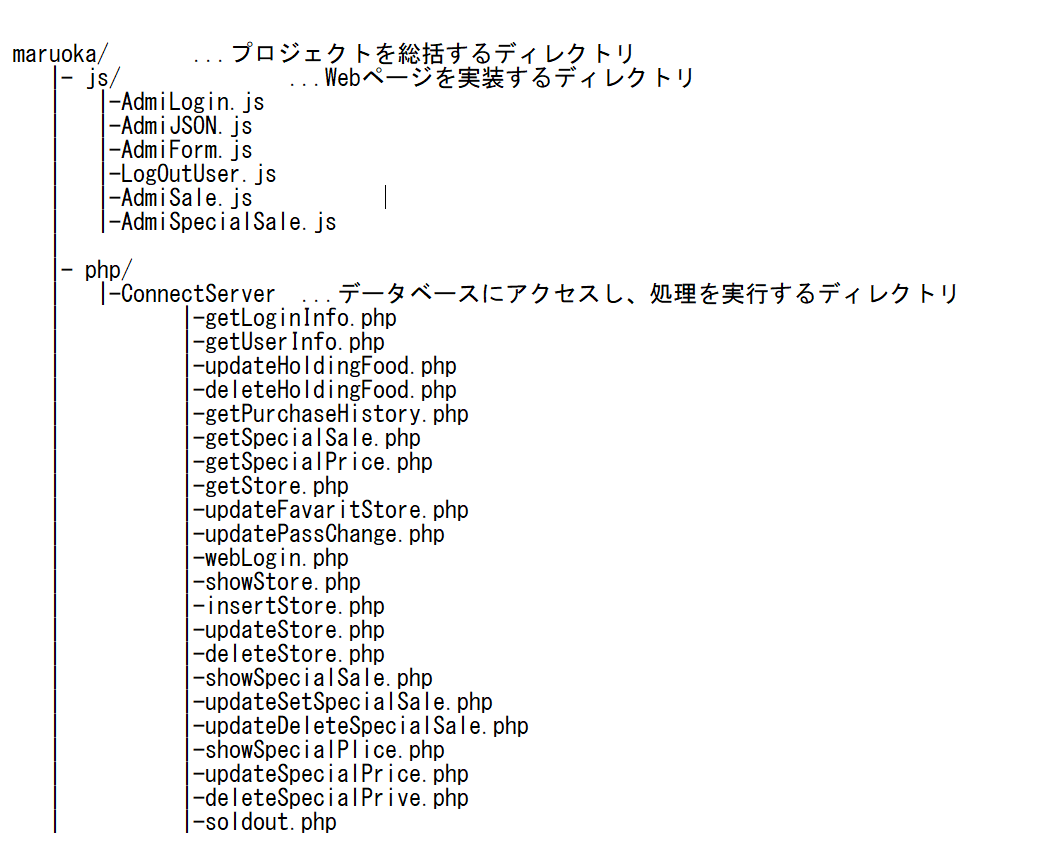 maruoka/ ...プロジェクトを総括するディレクトリ
|- js/ ...Webページを実装するディレクトリ
| |-AdmiLogin.js
| |-AdmiJSON.js
| |-AdmiForm.js
| |-LogOutUser.js
| |-AdmiSale.js
| |-AdmiSpecialSale.js
|
|- php/
| |-ConnectServer ...データベースにアクセスし、処理を実行するディレクトリ
| |-getLoginInfo.php
| |-getUserInfo.php
| |-updateHoldingFood.php
| |-deleteHoldingFood.php
| |-getPurchaseHistory.php
| |-getSpecialSale.php
| |-getSpecialPrice.php
| |-getStore.php
| |-updateFavaritStore.php
| |-updatePassChange.php
| |-webLogin.php
| |-showStore.php
| |-insertStore.php
| |-updateStore.php
| |-deleteStore.php
| |-showSpecialSale.php
| |-updateSetSpecialSale.php
| |-updateDeleteSpecialSale.php
| |-showSpecialPlice.php
| |-updateSpecialPrice.php
| |-deleteSpecialPrive.php
| |-soldout.php